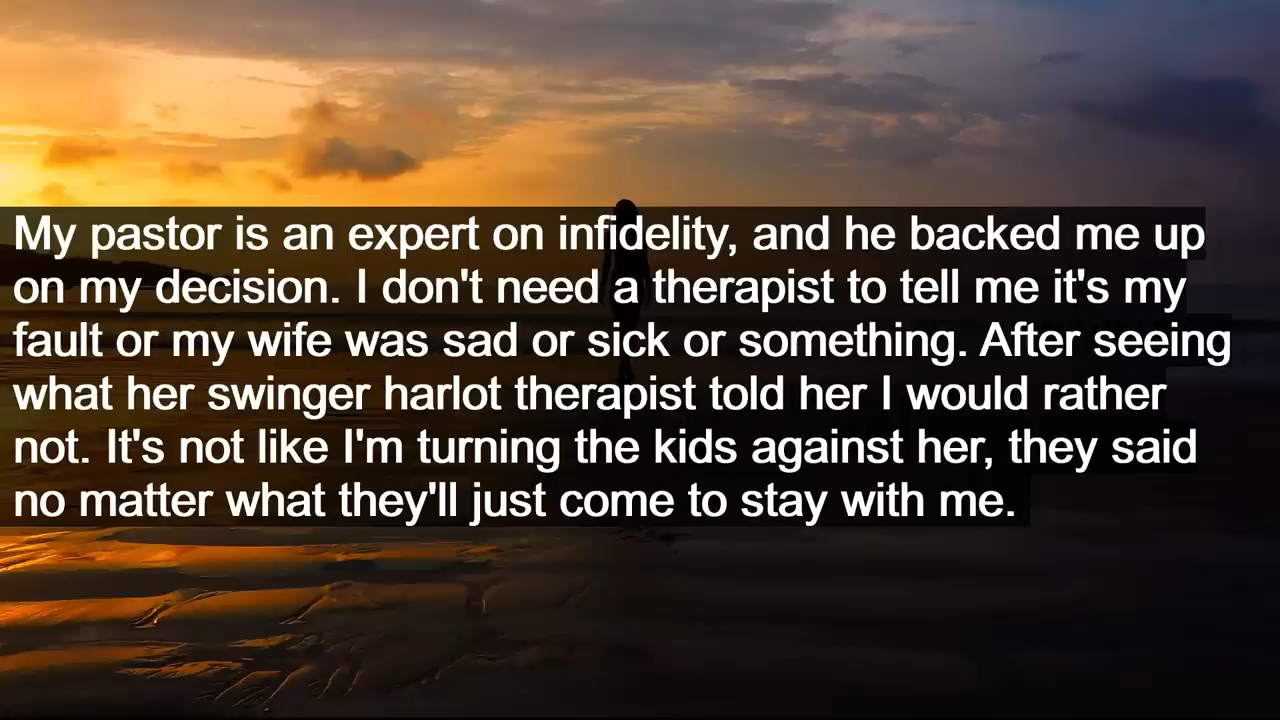 My pastor is an expert on infidelity, and he backed me up
on my decision. I don't need a therapist to tell me it's my
fault or my wife was sad or sick or something. After seeing
what her swinger harlot therapist told her I would rather
not. It's not like I'm turning the kids against her, they said
no matter what they'll just come to stay with me.